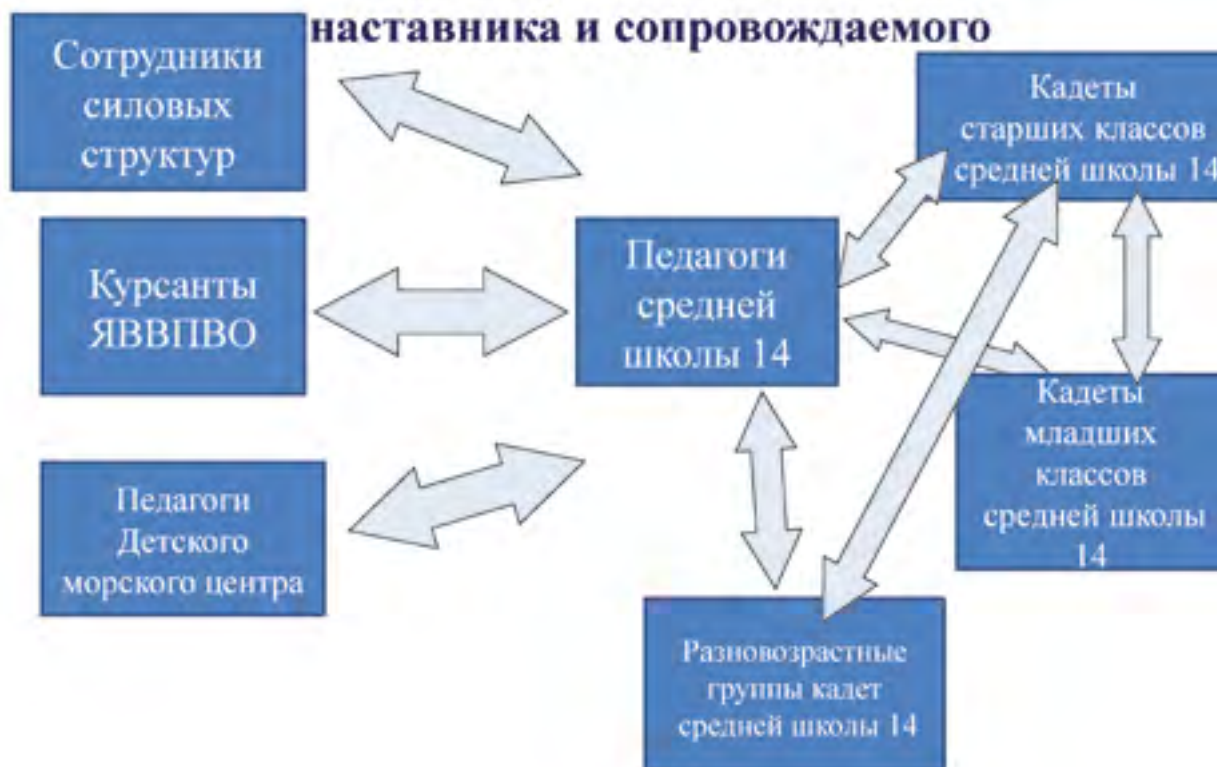 наставника и сопровождаемого
Сотрудники
силовых
структур
Кадеты
старших классов
средней школы 14
Курсанты
ЯВВПВО
Педагоги
средней
школы 14
Кадеты
младших
классов
средней школы
14
Педагоги
Детского
морского центра
Разновозрастные
группы кадет
средней школы 14